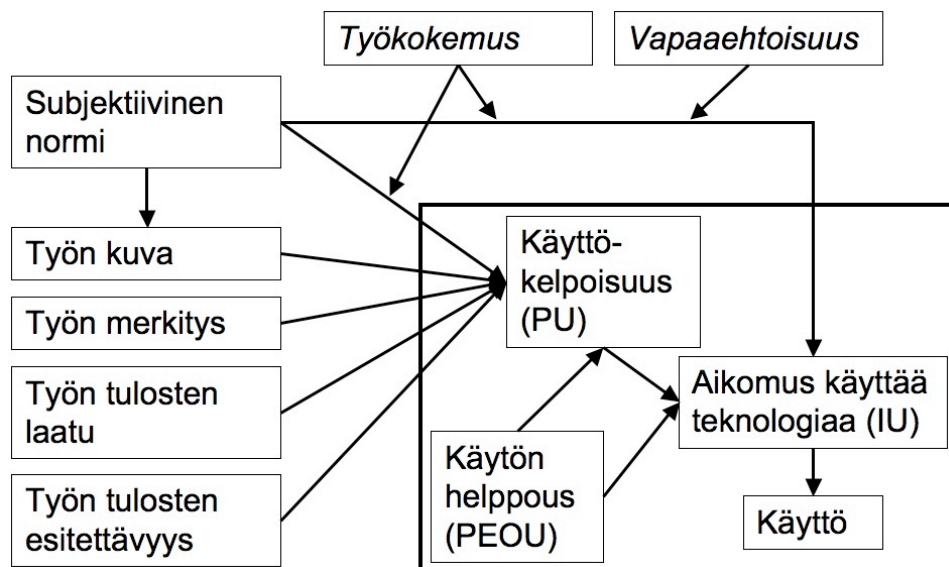 Työkokemus
Vapaaehtoisuus
Subjektiivinen
normi
Työn kuva
Työn merkitys
Työn tulosten
laatu
Työn tulosten
esitettävyys
Käyttö-
kelpoisuus
(PU)
Käytön
helppous
(PEOU)
Aikomus käyttää
teknologiaa (IU)
Käyttö